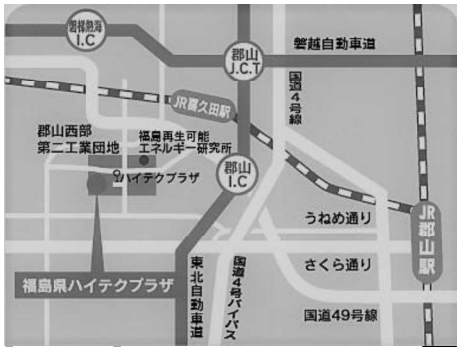 磐梯熱海
I.C
郡山
J.C.T
磐越自動車道
国道4号線
JR喜久田駅
郡山西部
第二工業団地
福島再生可能
エネルギー研究所
ハイテクプラザ
郡山
I.C
うねめ通り
JR郡山駅
さくら通り
福島県ハイテクプラザ
東北自動車道
国道4号バイパス
国道49号線